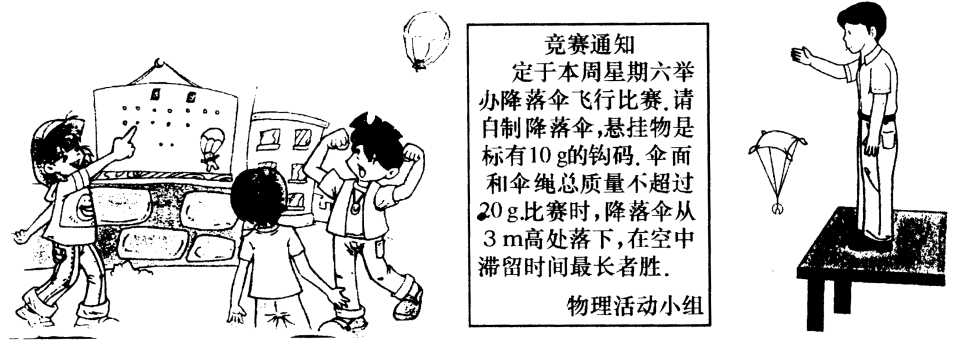 竞赛通知
定于本周星期六举
办降落伞飞行比赛.请
自制降落伞,悬挂物是
标有10 g的钩码.伞面
和伞绳总质量不超过
20 g.比赛时,降落伞从
3 m高处落下,在空中
滞留时间最长者胜.
物理活动小组